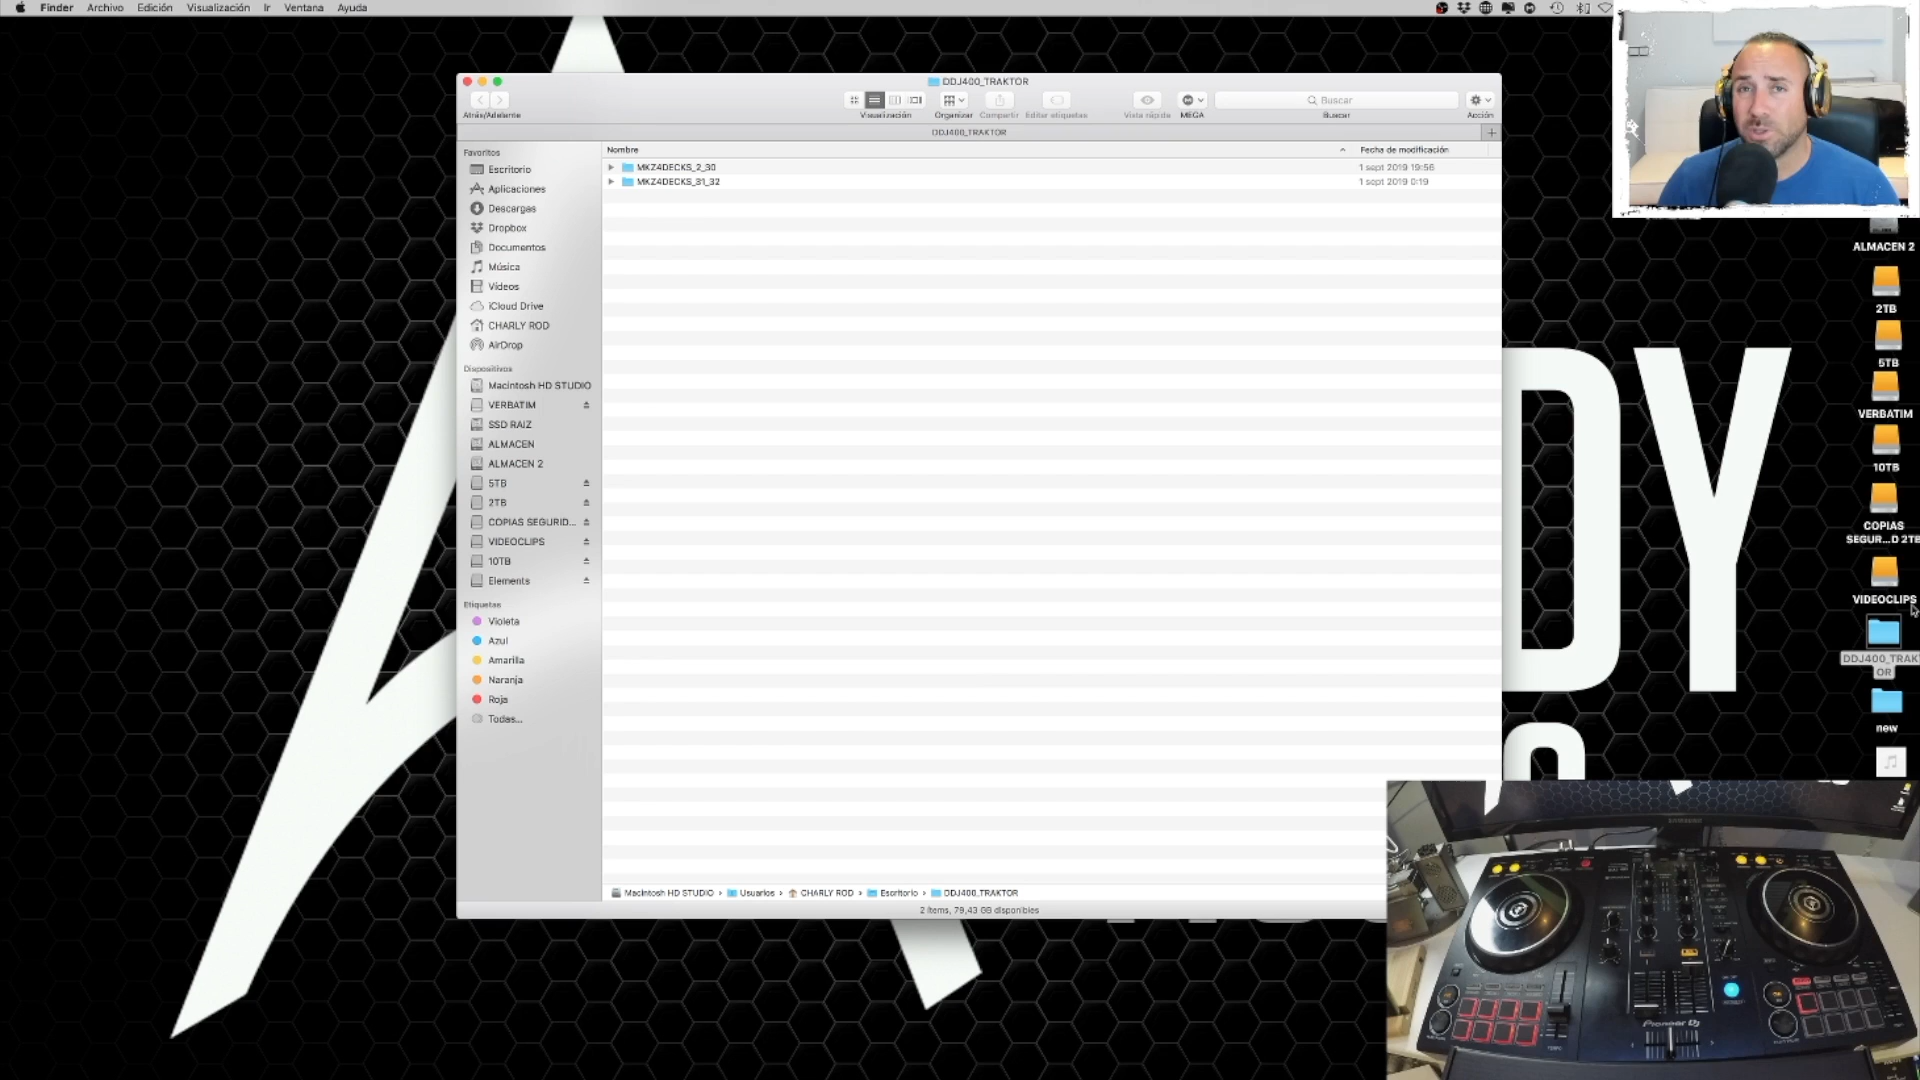 Finder Archivo Edición Visualización Ir Ventana Ayuda
DDJ400_TRAKTOR
Atrás/Adelante Visualización Organizar Compartir Editar etiquetas Vista rápida MEGA Buscar Buscar Acción
DDJ400_TRAKTOR
Favoritos
Escritorio
Aplicaciones
Descargas
Dropbox
Documentos
Música
Vídeos
iCloud Drive
CHARLY ROD
AirDrop
Dispositivos
Macintosh HD STUDIO
VERBATIM
SSD RAIZ
ALMACEN
ALMACEN 2
5TB
2TB
COPIAS SEGURID...
VIDEOCLIPS
10TB
Elements
Etiquetas
Violeta
Azul
Amarilla
Naranja
Roja
Todas...
Nombre Fecha de modificación
MKZ4DECKS_2_30 1 sept 2019 19:56
MKZ4DECKS_31_32 1 sept 2019 0:19
Macintosh HD STUDIO › Usuarios › CHARLY ROD › Escritorio › DDJ400_TRAKTOR
2 ítems, 79,43 GB disponibles
ALMACEN 2
2TB
5TB
VERBATIM
10TB
COPIAS
SEGUR...D 2TB
VIDEOCLIPS
DDJ400_TRAKT
OR
new
DY
SAMSUNG
Pioneer Dj